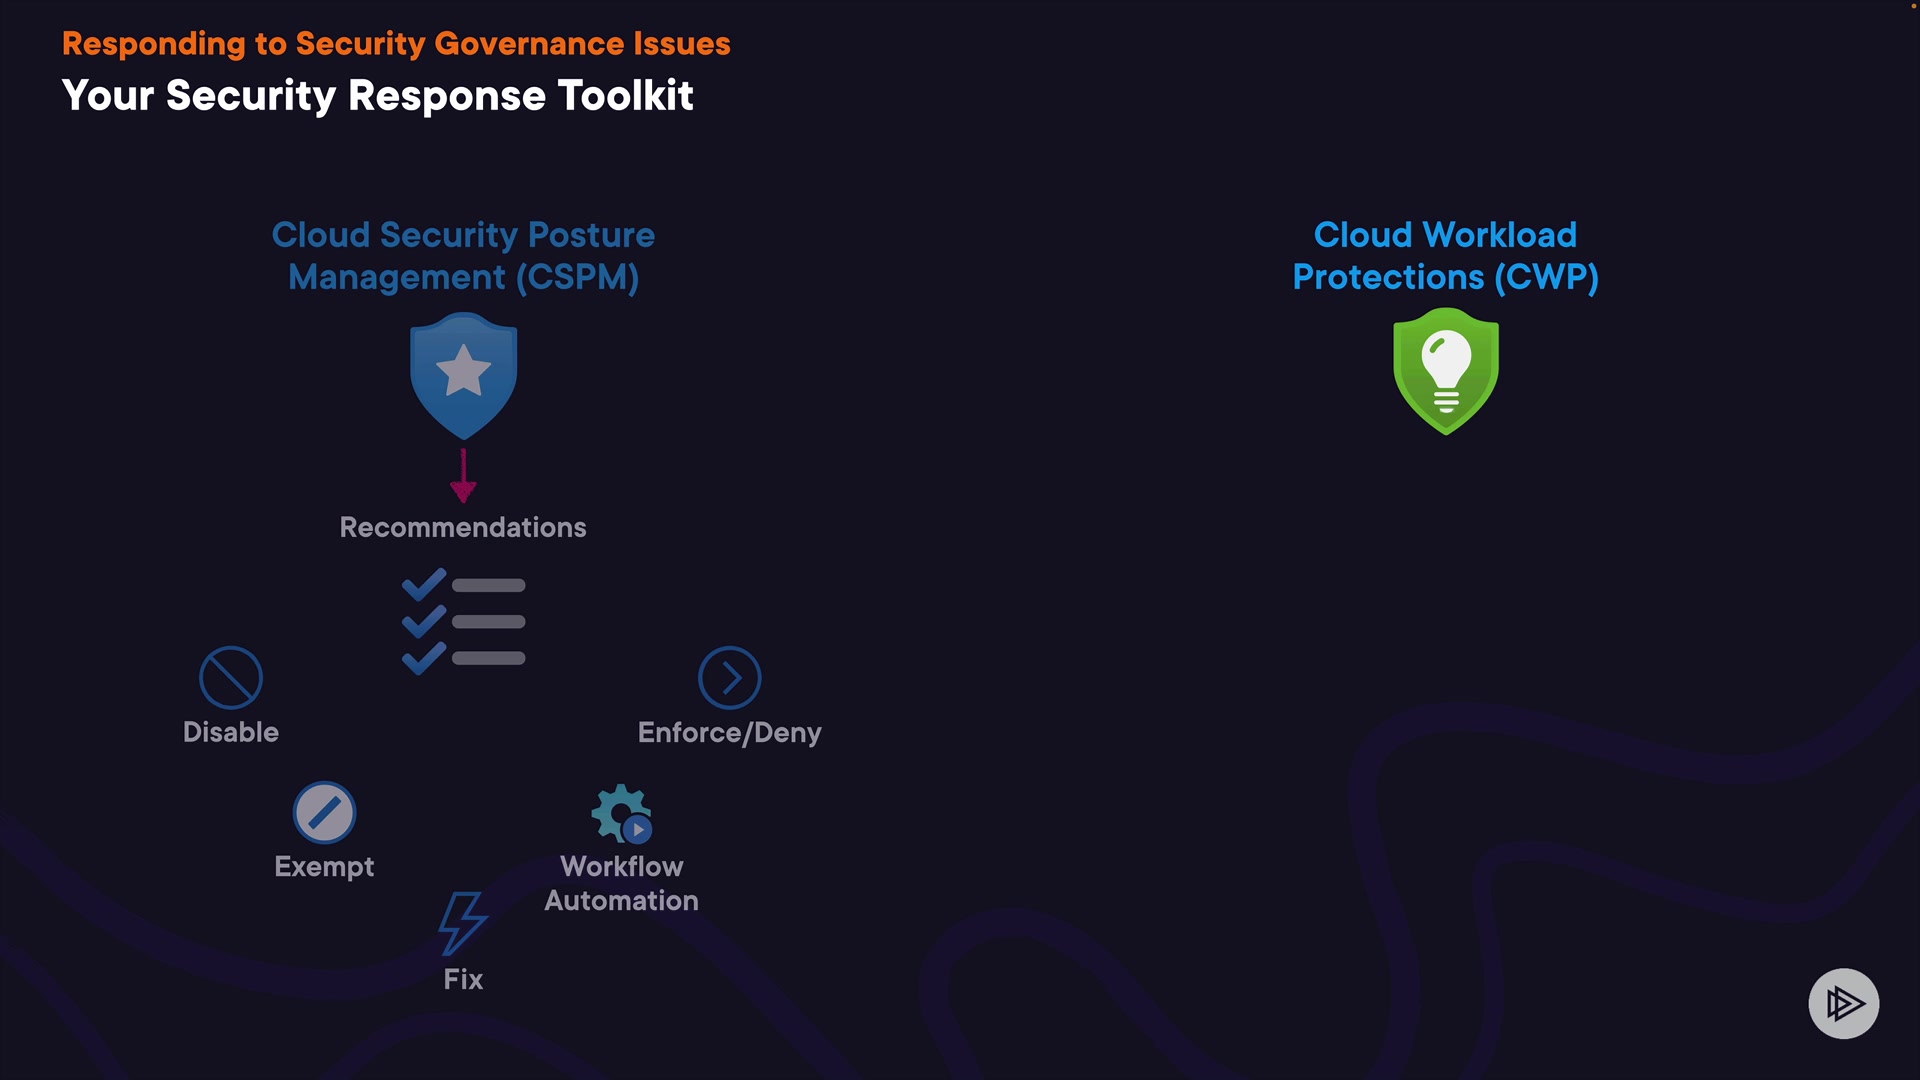 Responding to Security Governance Issues
Your Security Response Toolkit
Cloud Security Posture
Management (CSPM)
Recommendations
Disable
Enforce/Deny
Exempt
Workflow
Automation
Fix
Cloud Workload
Protections (CWP)